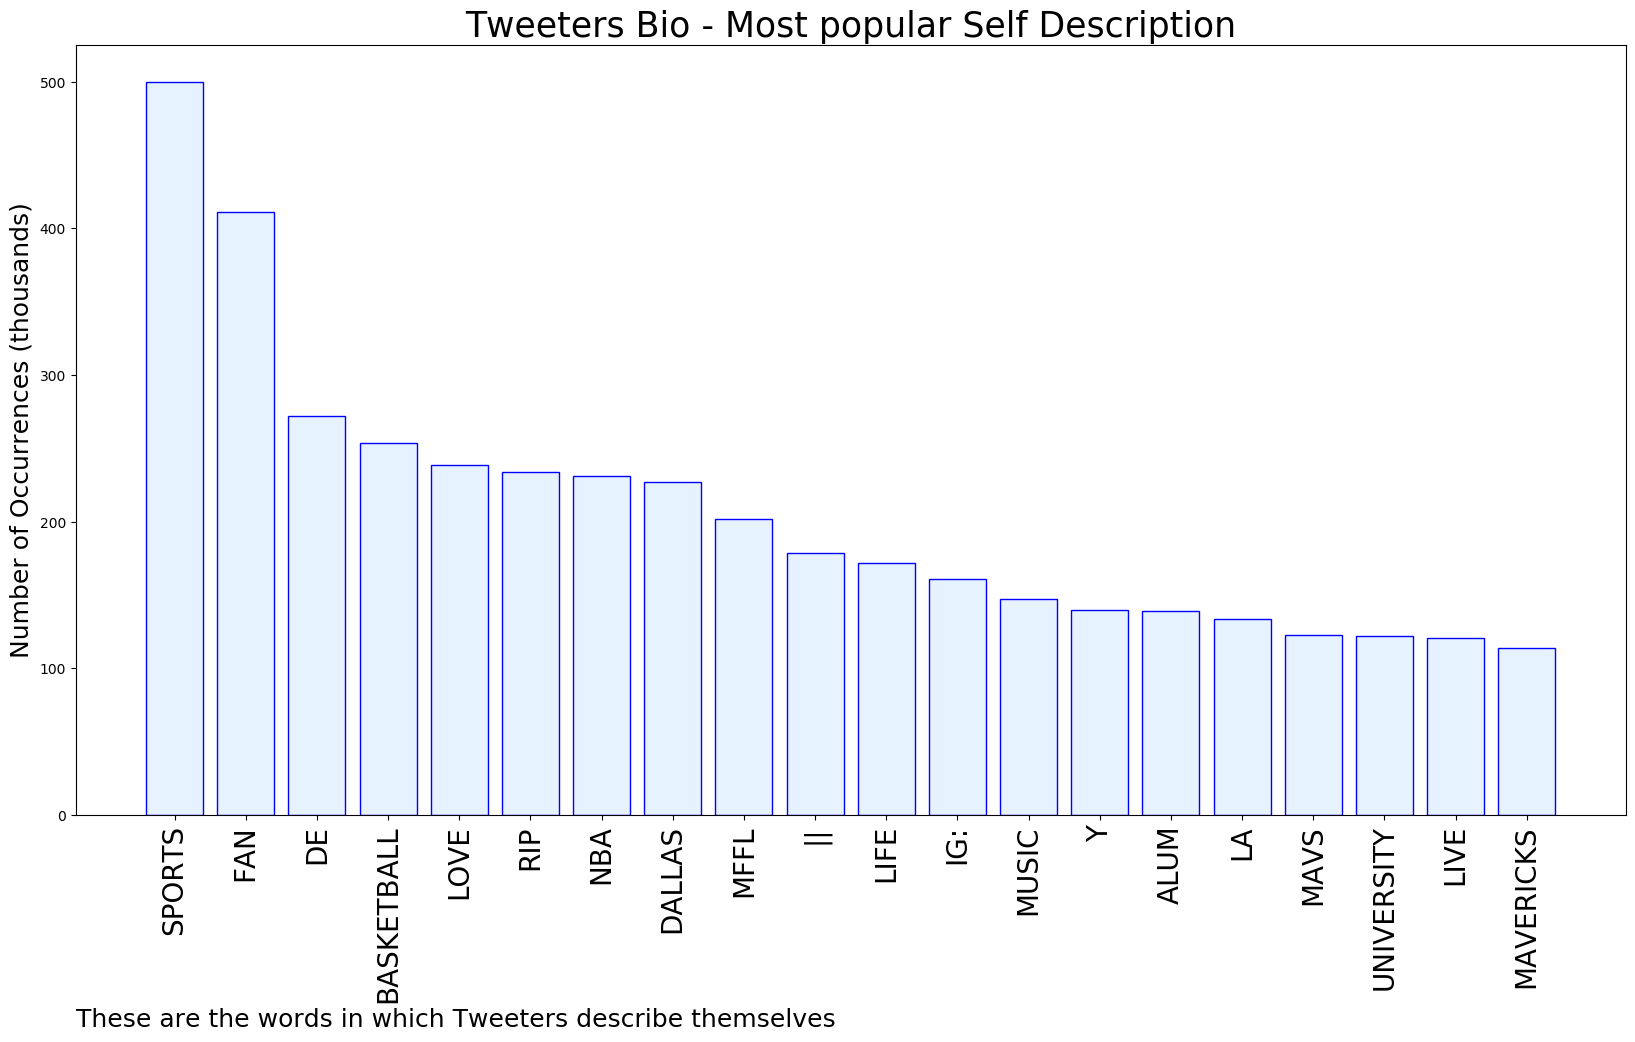 Tweeters Bio - Most popular Self Description
Number of Occurrences (thousands)
500
400
300
200
100
0
SPORTS
FAN
DE
BASKETBALL
LOVE
RIP
NBA
DALLAS
MFFL
||
LIFE
IG:
MUSIC
Y
ALUM
LA
MAVS
UNIVERSITY
LIVE
MAVERICKS
These are the words in which Tweeters describe themselves